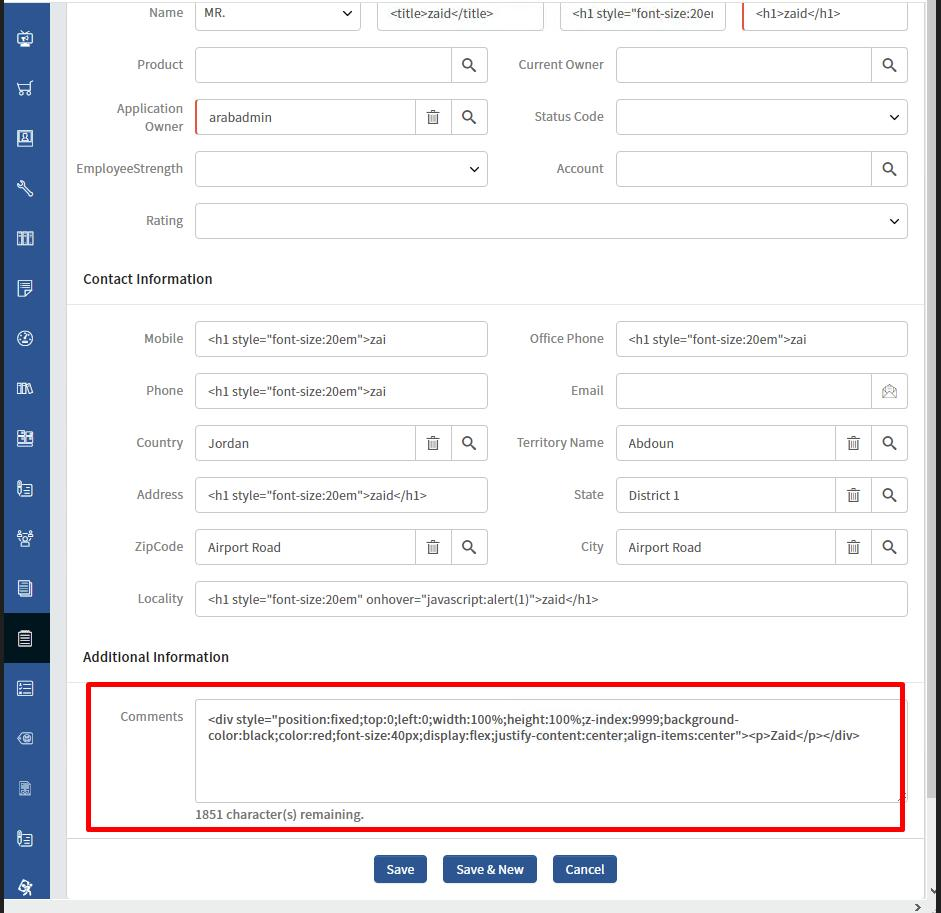 Name MR. <title>zaid</title> <h1 style="font-size:20er <h1>zaid</h1>
Product Current Owner
Application
Owner arabadmin Status Code
EmployeeStrength Account
Rating
Contact Information
Mobile <h1 style="font-size:20em">zai Office Phone <h1 style="font-size:20em">zai
Phone <h1 style="font-size:20em">zai Email
Country Jordan Territory Name Abdoun
Address <h1 style="font-size:20em">zaid</h1> State District 1
ZipCode Airport Road City Airport Road
Locality <h1 style="font-size:20em" onhover="javascript:alert(1)">zaid</h1>
Additional Information
Comments <div style="position:fixed;top:0;left:0;width:100%;height:100%;z-index:9999;background-
color:black;color:red;font-size:40px;display:flex;justify-content:center;align-items:center"><p>Zaid</p></div>
1851 character(s) remaining.
Save Save & New Cancel